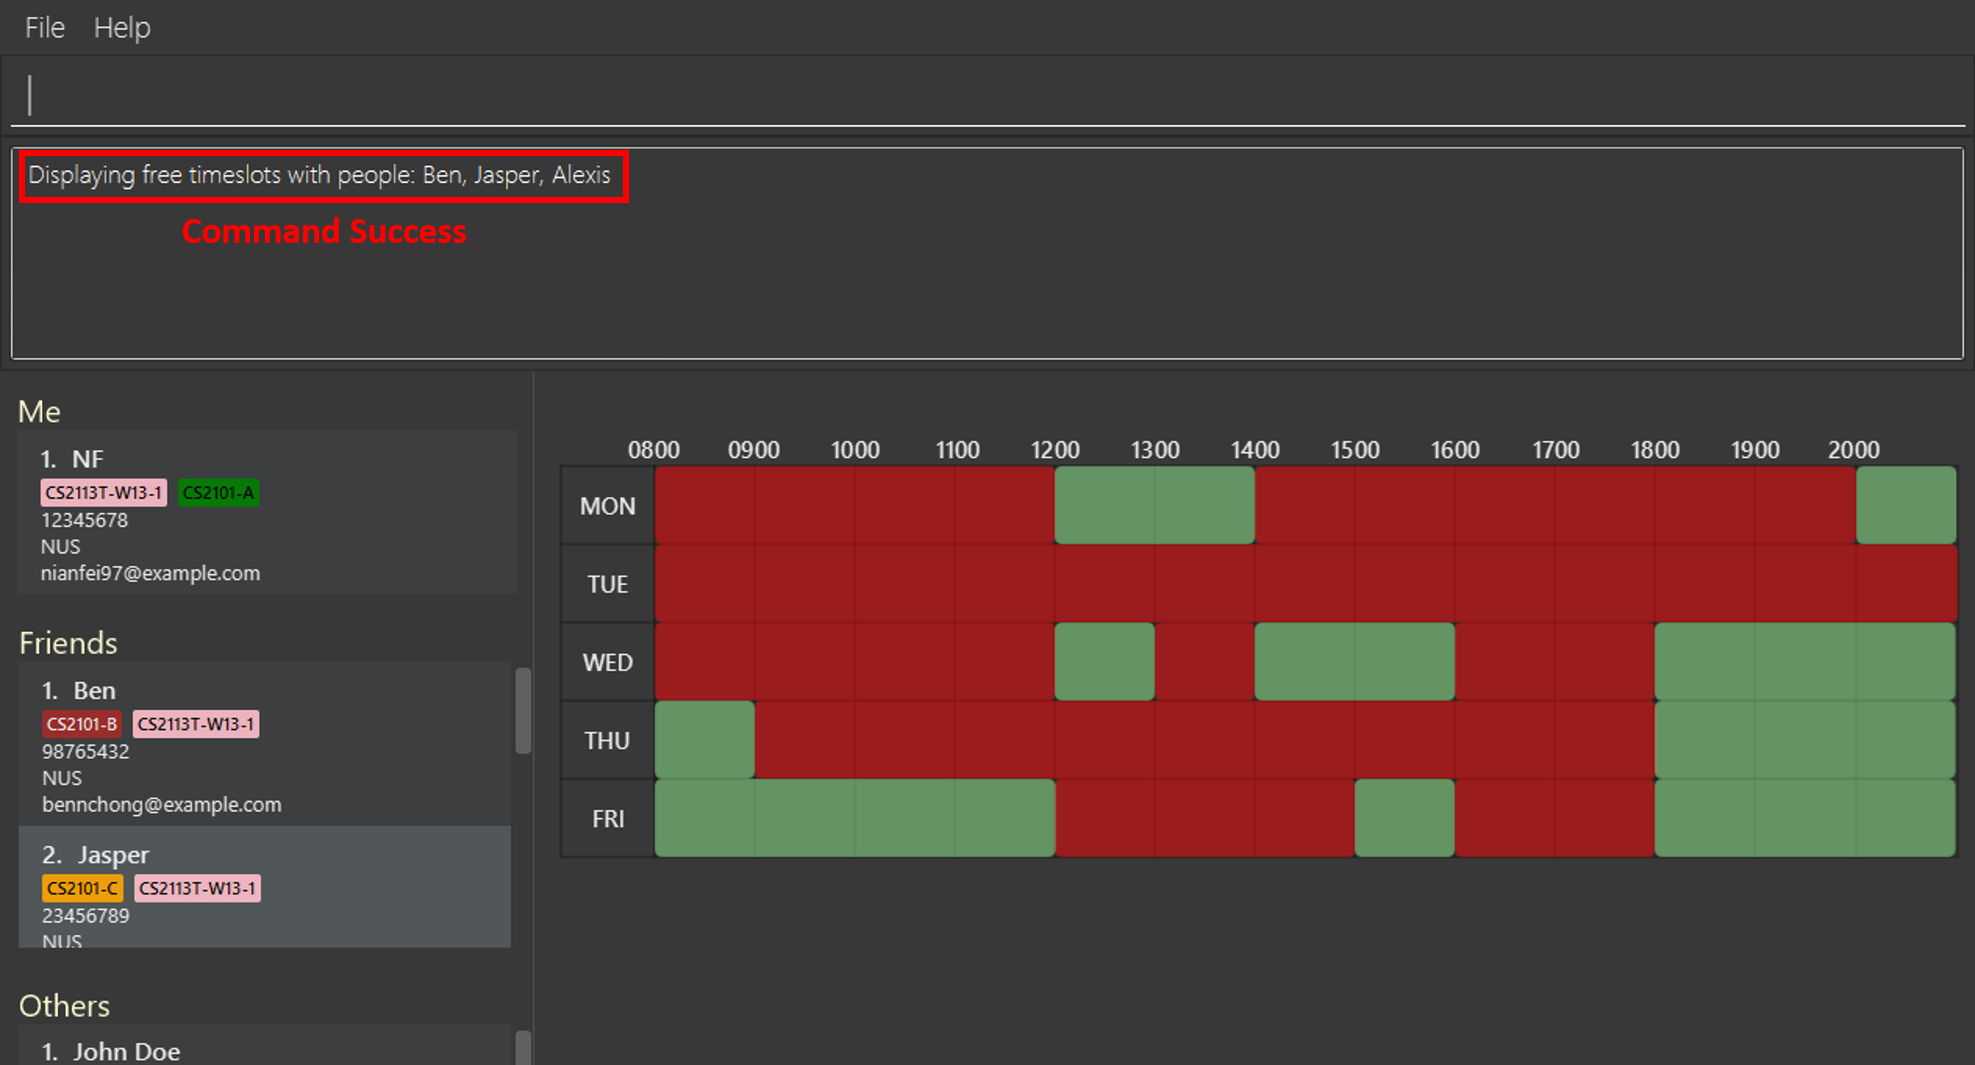 File Help
Displaying free timeslots with people: Ben, Jasper, Alexis
Command Success
Me
1. NF
CS2113T-W13-1 CS2101-A
12345678
NUS
nianfei97@example.com
Friends
1. Ben
CS2101-B CS2113T-W13-1
98765432
NUS
bennchong@example.com
2. Jasper
CS2101-C CS2113T-W13-1
23456789
NUS
Others
1. John Doe
0800 0900 1000 1100 1200 1300 1400 1500 1600 1700 1800 1900 2000
MON
TUE
WED
THU
FRI